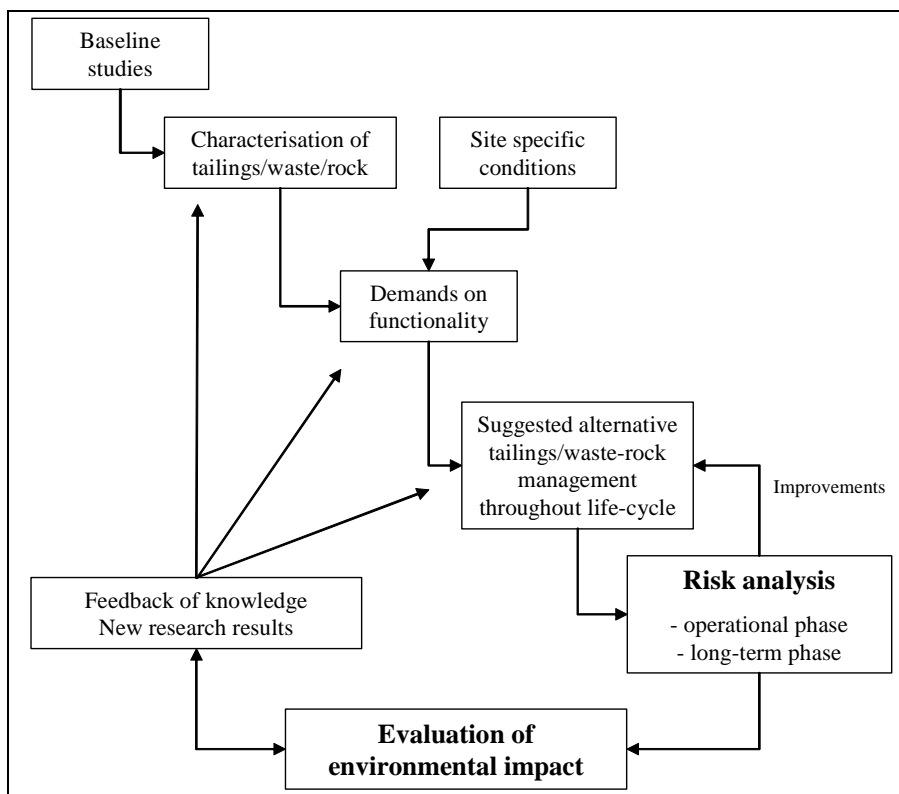 Baseline
studies
Characterisation of
tailings/waste/rock
Site specific
conditions
Demands on
functionality
Suggested alternative
tailings/waste-rock
management
throughout life-cycle
Improvements
Risk analysis
- operational phase
- long-term phase
Feedback of knowledge
New research results
Evaluation of
environmental impact